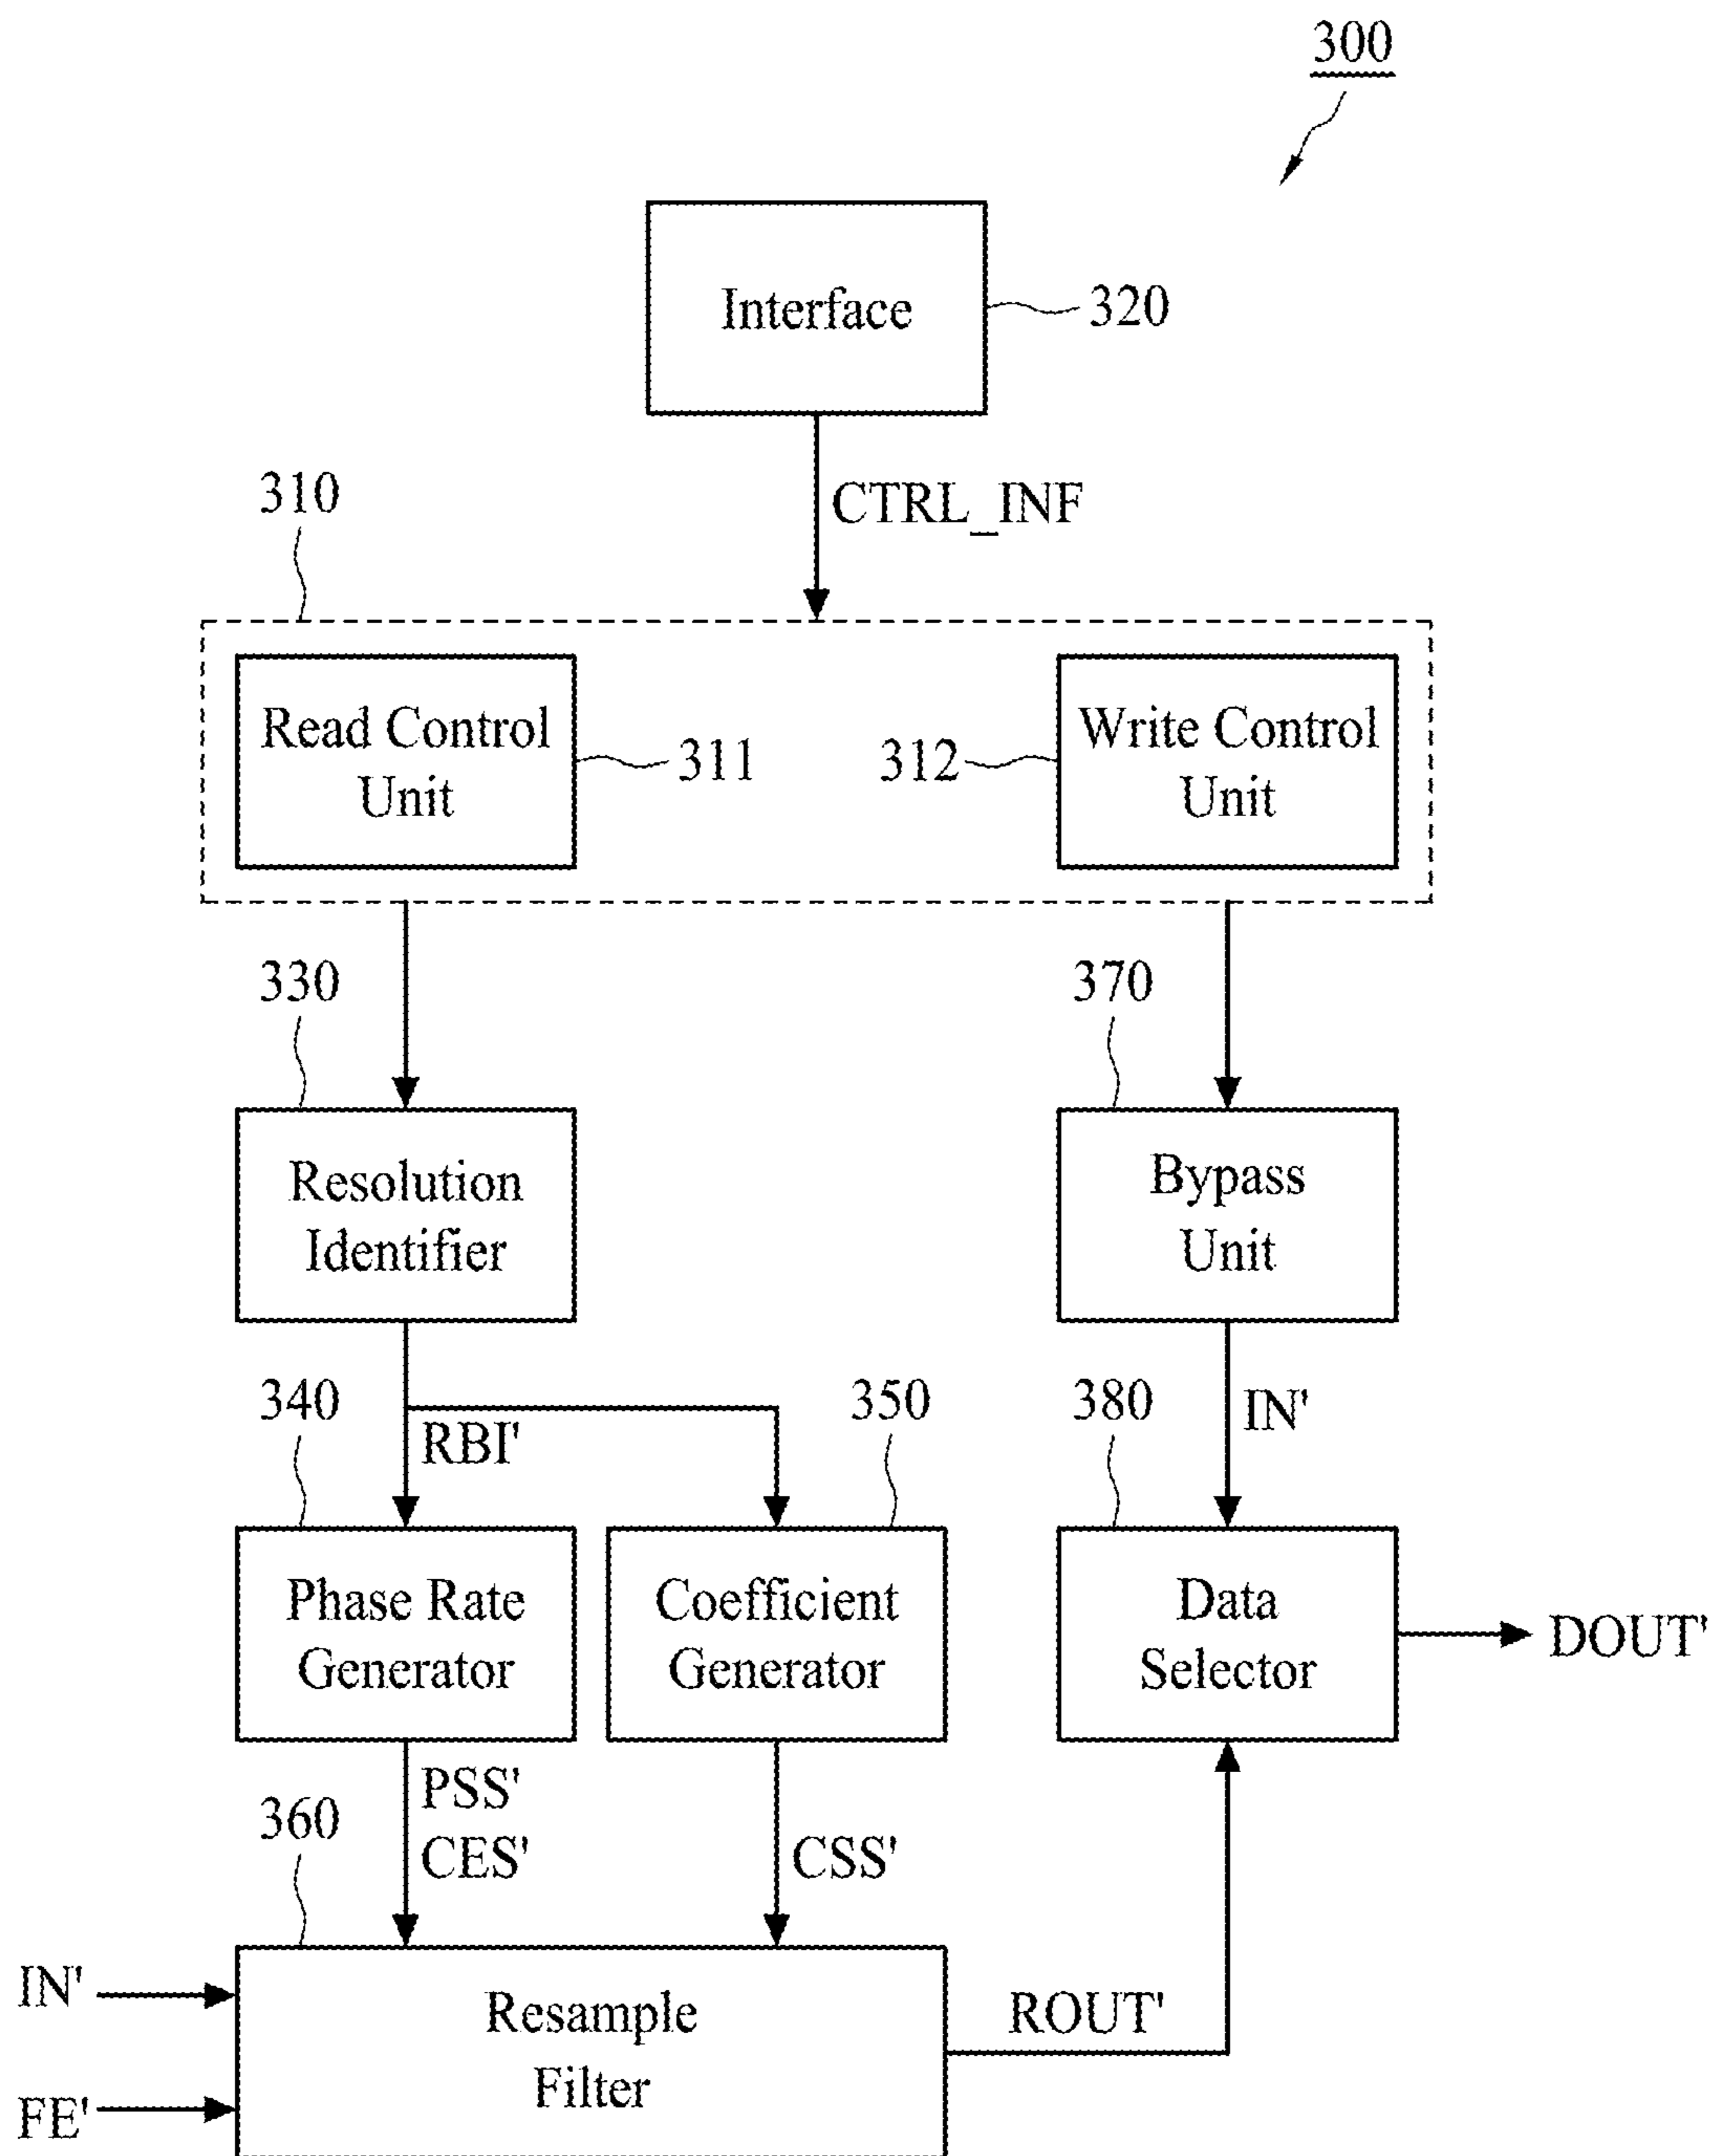 300
Interface
320
CTRL_INF
310
Read Control
Unit
311
312
Write Control
Unit
330
370
Resolution
Identifier
Bypass
Unit
340
RBI'
350
380
IN'
Phase Rate
Generator
Coefficient
Generator
Data
Selector
DOUT'
360
PSS'
CES'
CSS'
IN'
FE'
Resample
Filter
ROUT'